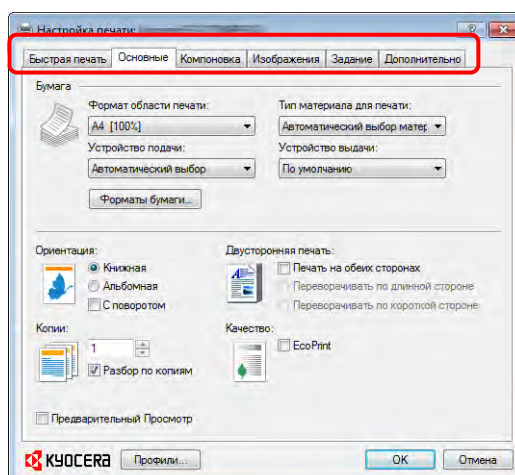 Настройка печати:
Быстрая печать Основные Компоновка Изображения Задание Дополнительно
Бумага
Формат области печати: Тип материала для печати:
A4 [100%] Автоматический выбор матер
Устройство подачи: Устройство выдачи:
Автоматический выбор По умолчанию
Форматы бумаги...
Ориентация: Двусторонняя печать:
Книжная Печать на обеих сторонах
Альбомная Переворачивать по длинной стороне
С поворотом Переворачивать по короткой стороне
Копии: Качество:
1 EcoPrint
Разбор по копиям
Предварительный Просмотр
KYOCERA Профили... OK Отмена